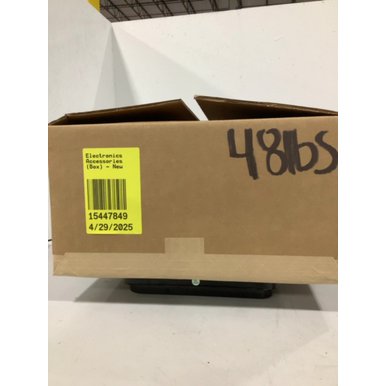 Electronics
Accessories
(Box) - New
15447849
4/29/2025
48lbs